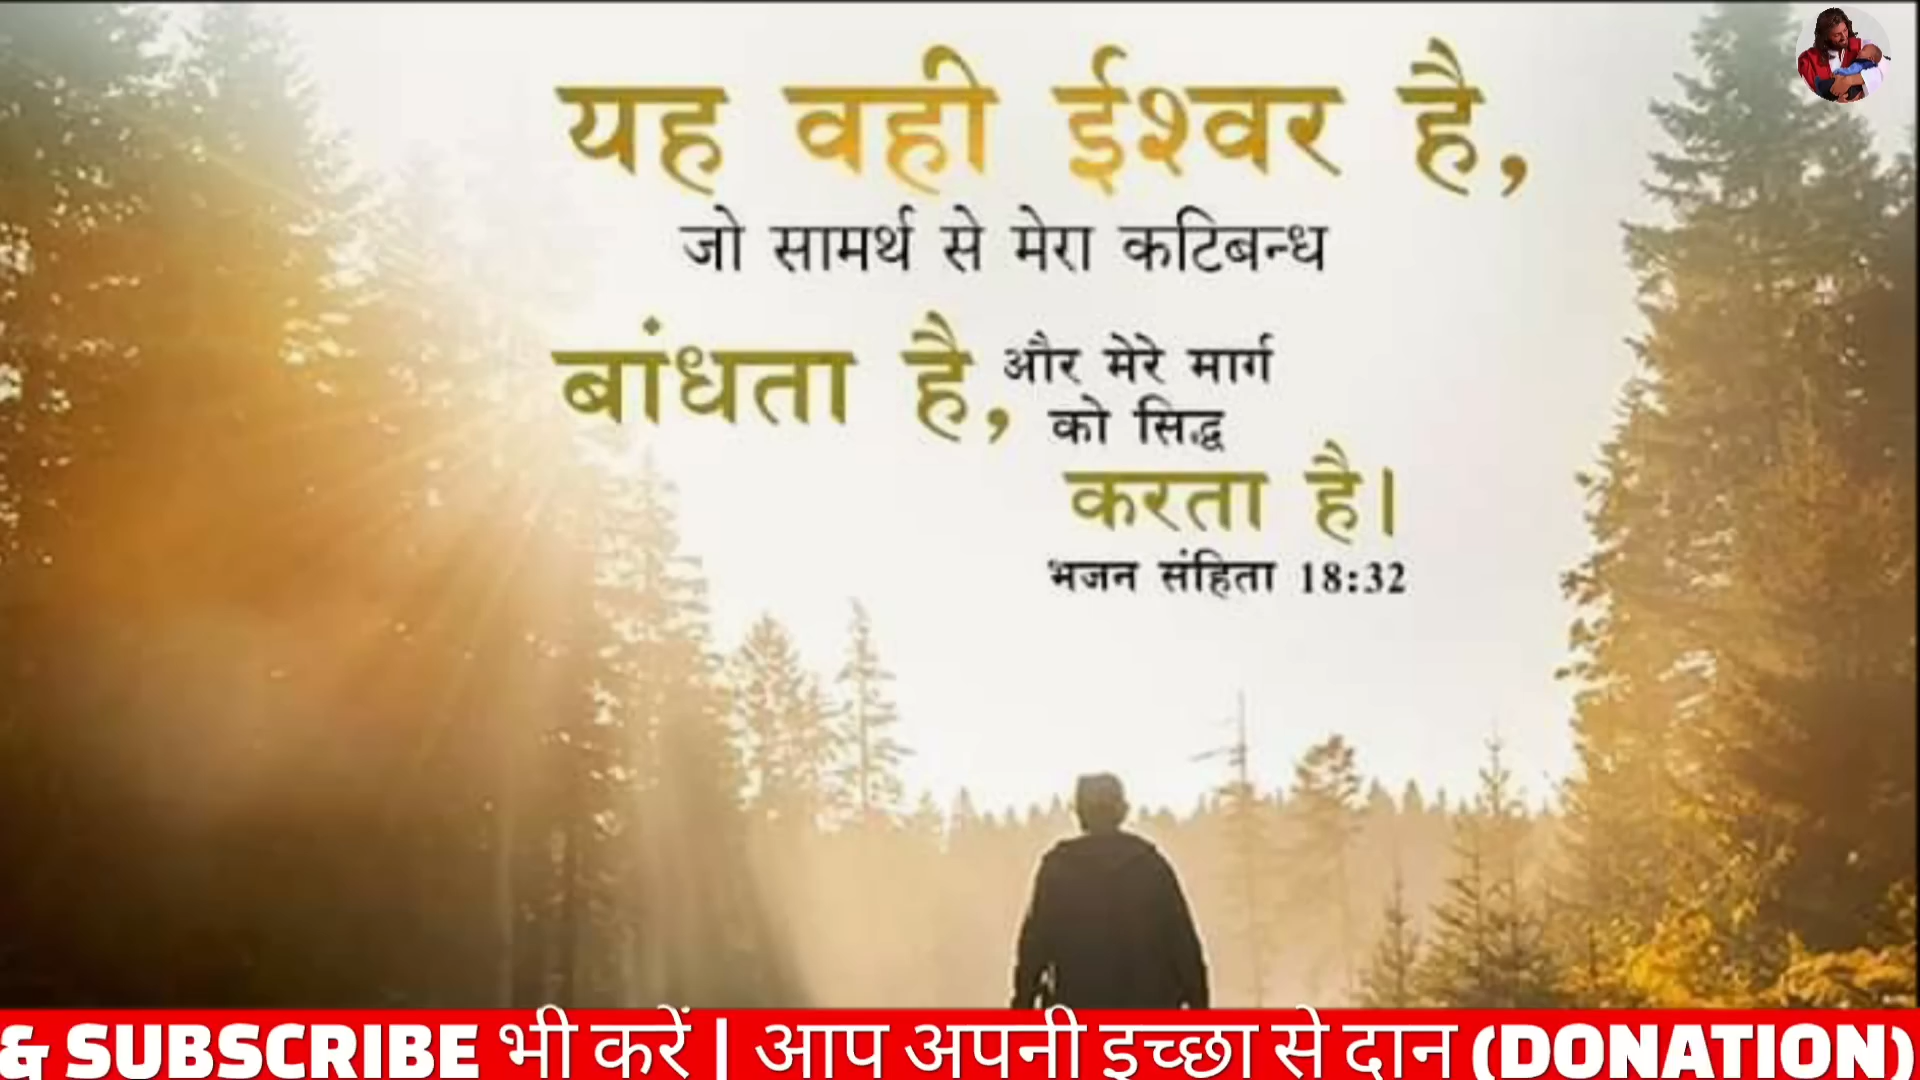 यह वही ईश्वर है,
जो सामर्थ से मेरा कटिबन्ध
बांधता है, और मेरे मार्ग
को सिद्ध
करता है।
भजन संहिता 18:32
& SUBSCRIBE भी करें | आप अपनी इच्छा से दान (DONATION)